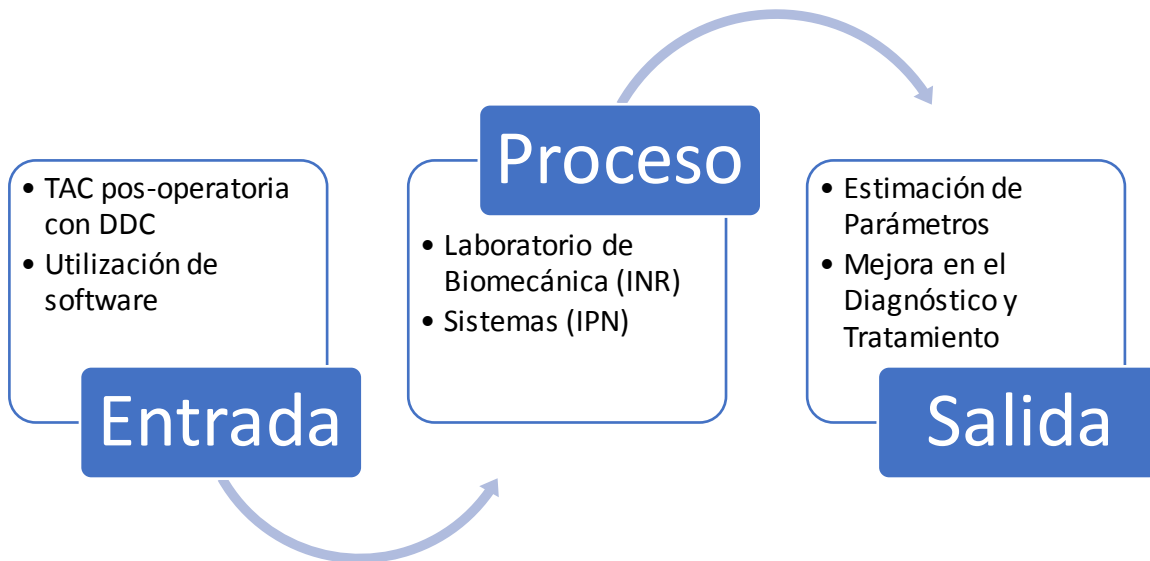 • TAC pos-operatoria
con DDC
• Utilización de
software
Entrada
Proceso
• Laboratorio de
Biomecánica (INR)
• Sistemas (IPN)
• Estimación de
Parámetros
• Mejora en el
Diagnóstico y
Tratamiento
Salida